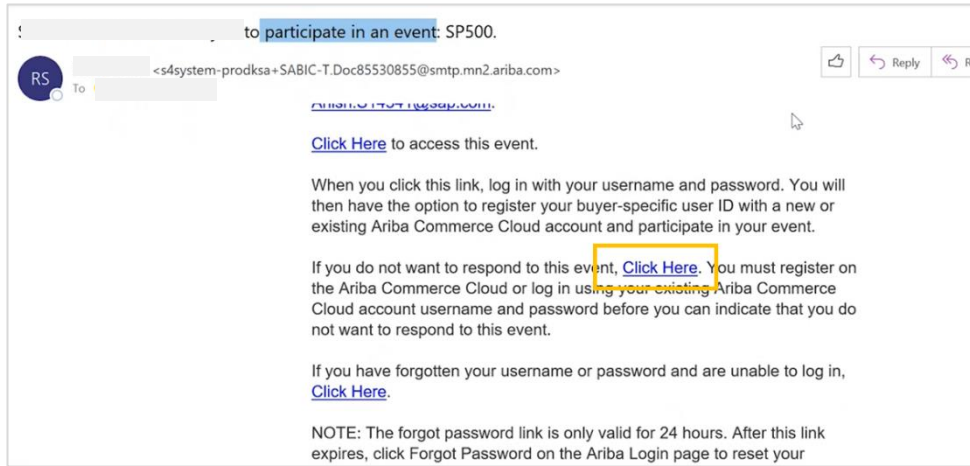 to participate in an event: SP500.
RS
<s4system-prodksa+SABIC-T.Doc85530855@smtp.mn2.ariba.com>
To
Reply
Click Here to access this event.
When you click this link, log in with your username and password. You will
then have the option to register your buyer-specific user ID with a new or
existing Ariba Commerce Cloud account and participate in your event.
If you do not want to respond to this event, Click Here. You must register on
the Ariba Commerce Cloud or log in using your existing Ariba Commerce
Cloud account username and password before you can indicate that you do
not want to respond to this event.
If you have forgotten your username or password and are unable to log in,
Click Here.
NOTE: The forgot password link is only valid for 24 hours. After this link
expires, click Forgot Password on the Ariba Login page to reset your